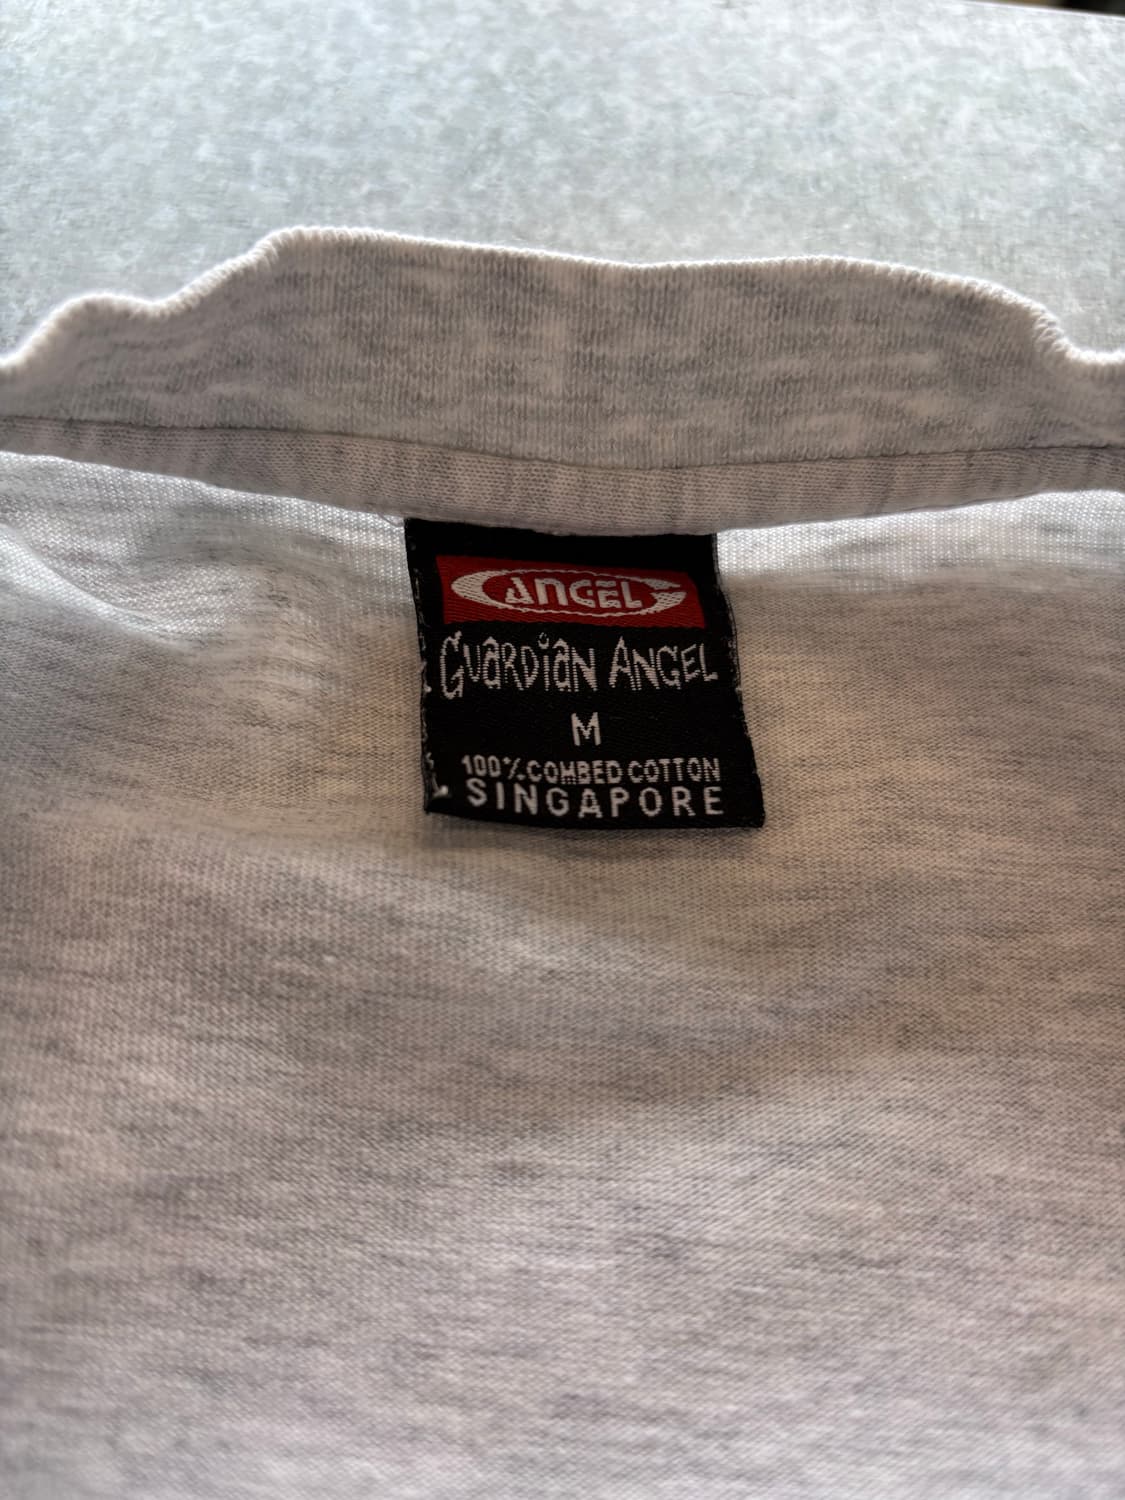 ANGEL
GUARDiAN ANGEL
M
100% COMBED COTTON
SINGAPORE